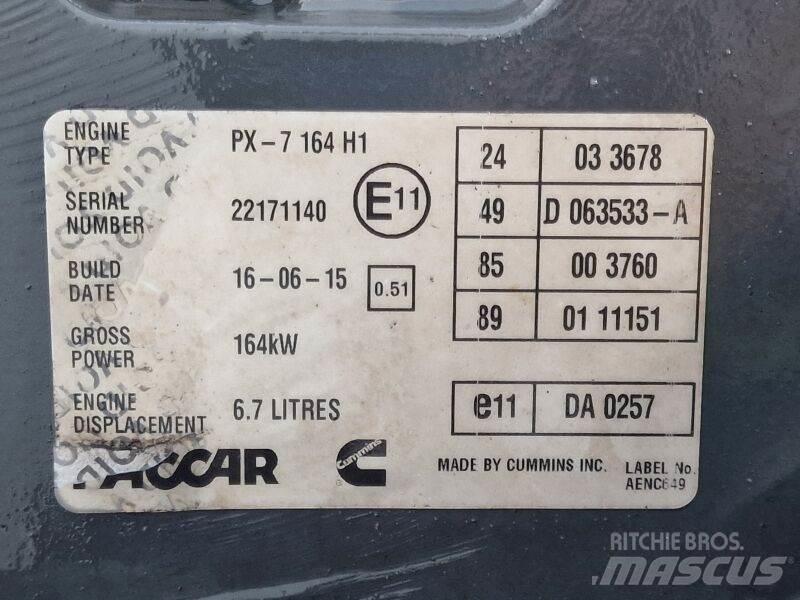 ENGINE TYPE PX-7 164 H1
SERIAL NUMBER 22171140
E11
BUILD DATE 16-06-15
0.51
GROSS POWER 164kW
ENGINE DISPLACEMENT 6.7 LITRES
24 03 3678
49 D 063533-A
85 00 3760
89 01 11151
e11 DA 0257
PACCAR
Cummins
MADE BY CUMMINS INC.
LABEL No.
AENC649
RITCHIE BROS.
MASCUS